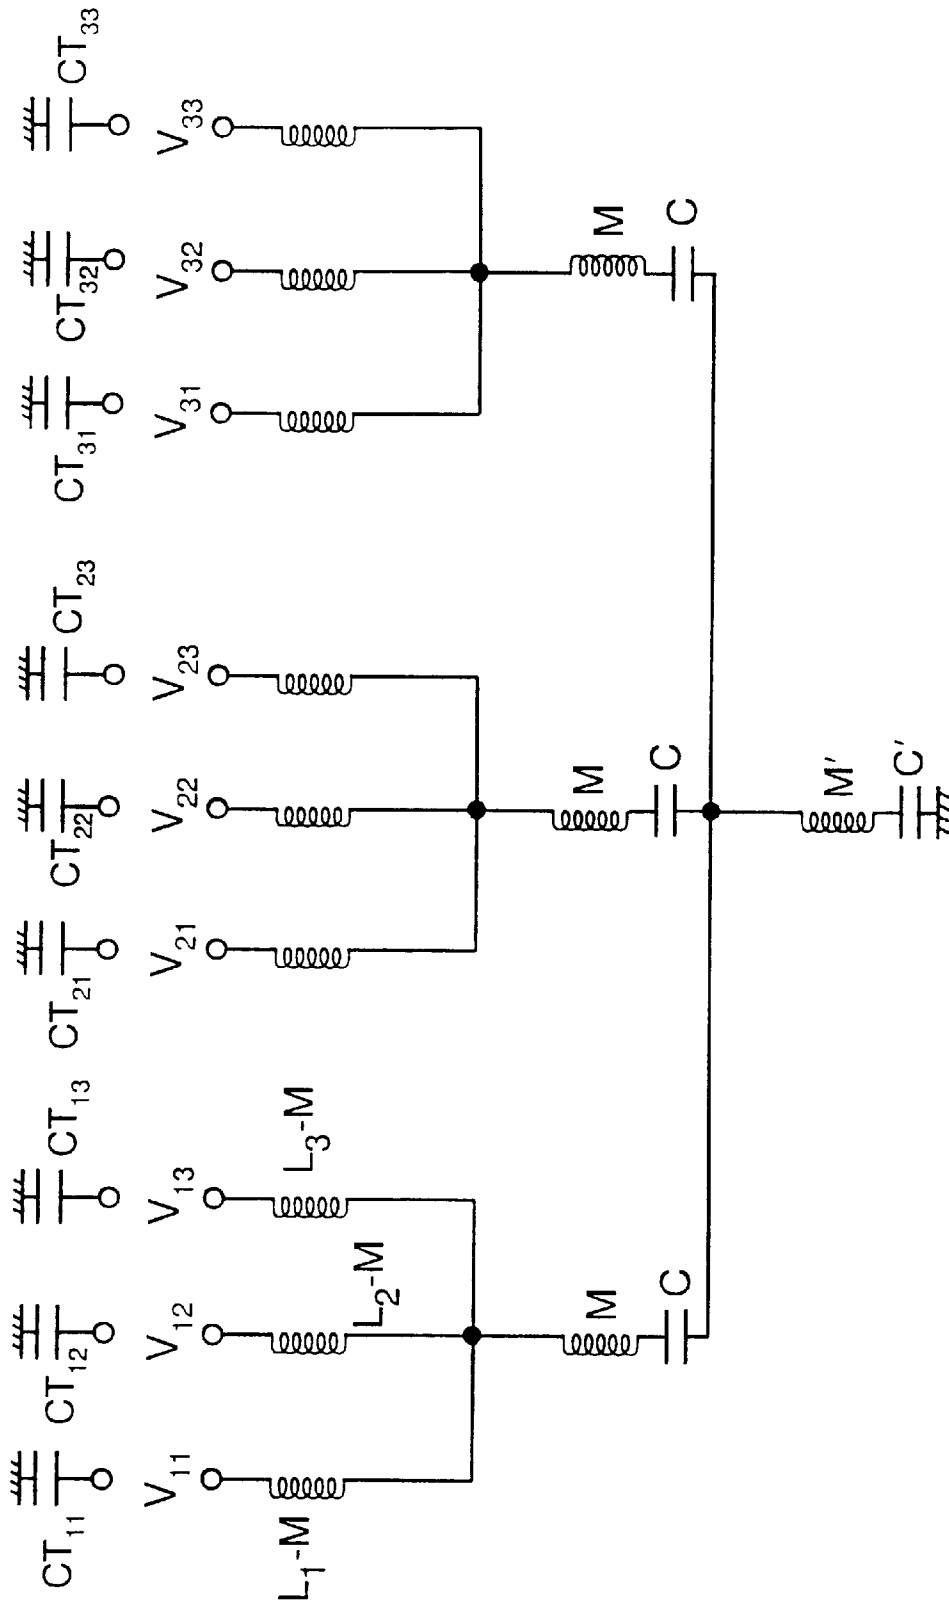 CT₁₁
CT₁₂
CT₁₃
CT₂₁
CT₂₂
CT₂₃
CT₃₁
CT₃₂
CT₃₃
V₁₁
V₁₂
V₁₃
V₂₁
V₂₂
V₂₃
V₃₁
V₃₂
V₃₃
L₁-M
L₂-M
L₃-M
M
C
M
C
M
C
M'
C'